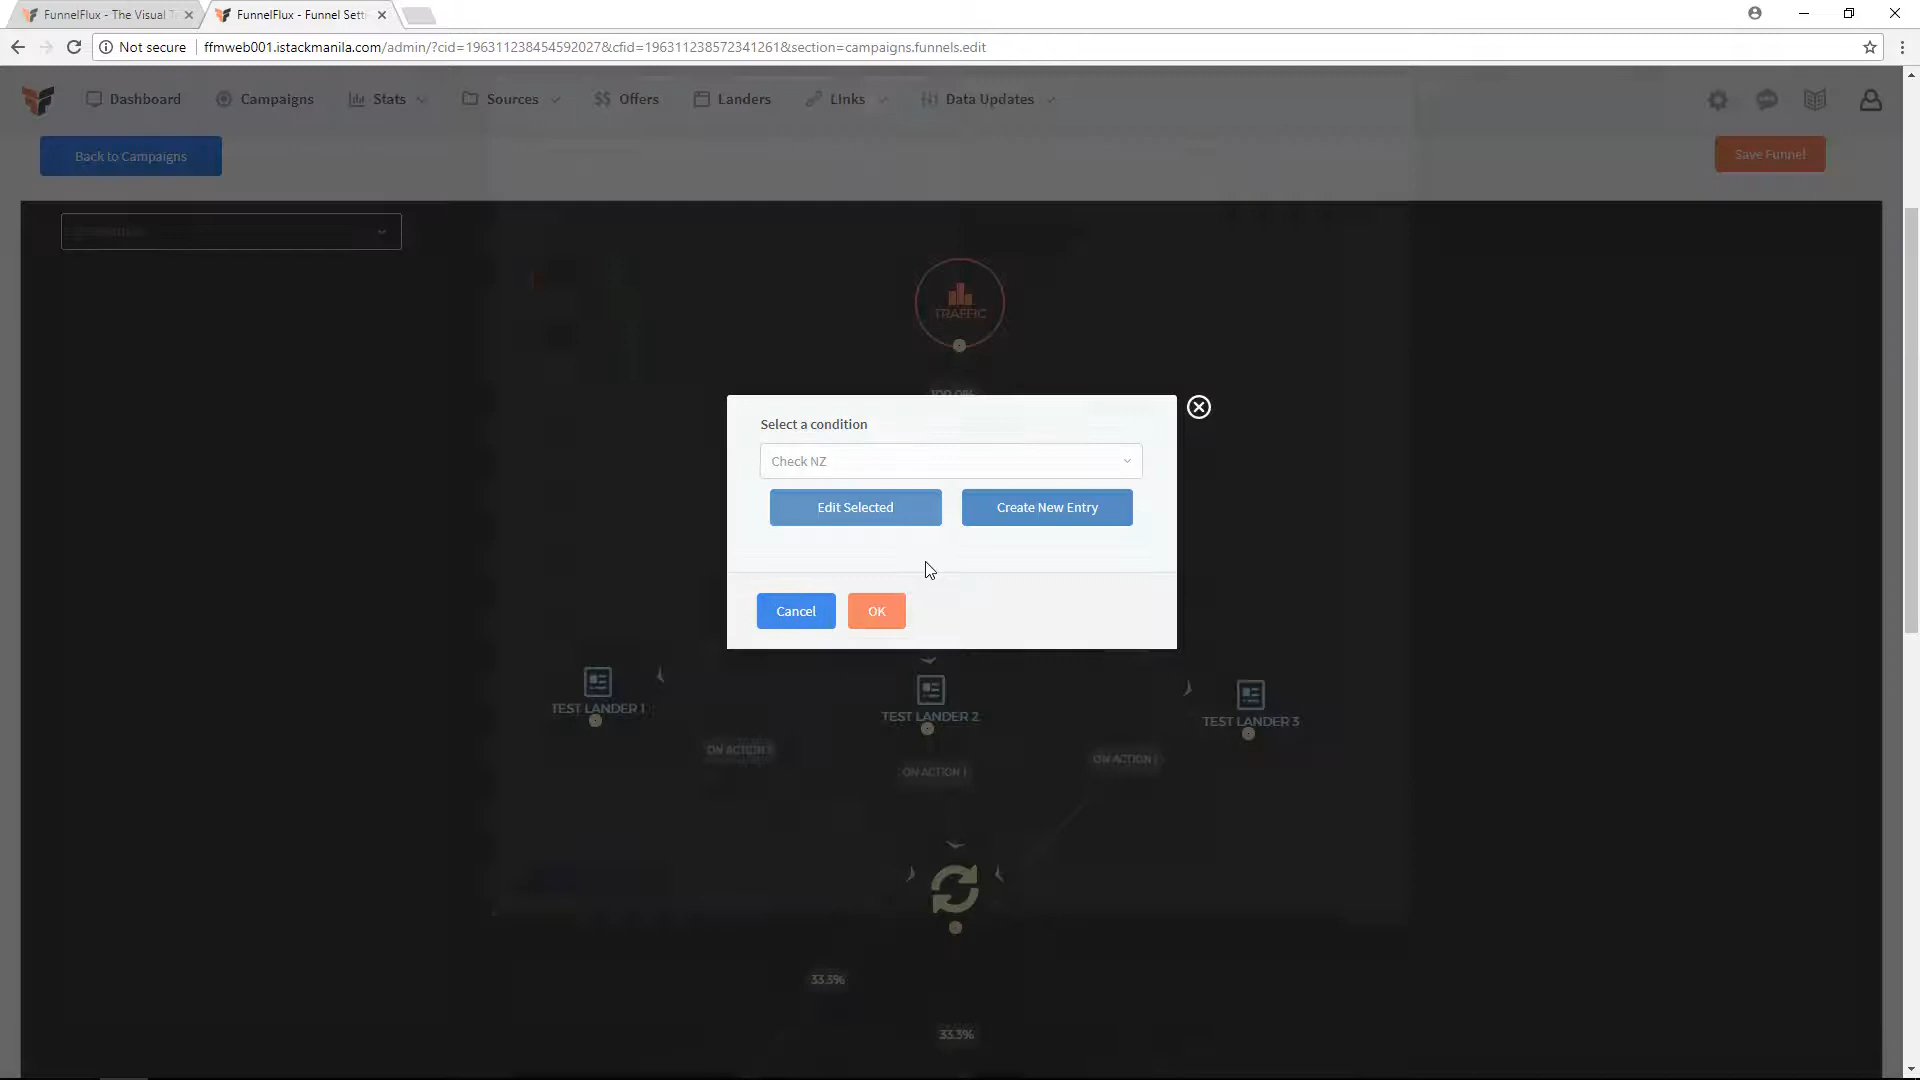 FunnelFlux - The Visual T
FunnelFlux - Funnel Setti
Not secure
ffmweb001.istackmanila.com/admin/?cid=196311238454592027&cfid=196311238572341261&section=campaigns.funnels.edit
Dashboard
Campaigns
Stats
Sources
$$ Offers
Landers
Links
Data Updates
Back to Campaigns
Save Funnel
TRAFFIC
100.0%
Select a condition
Check NZ
Edit Selected
Create New Entry
Cancel
OK
TEST LANDER 1
TEST LANDER 2
TEST LANDER 3
ON ACTION 1
ON ACTION 1
ON ACTION 1
33.3%
33.3%